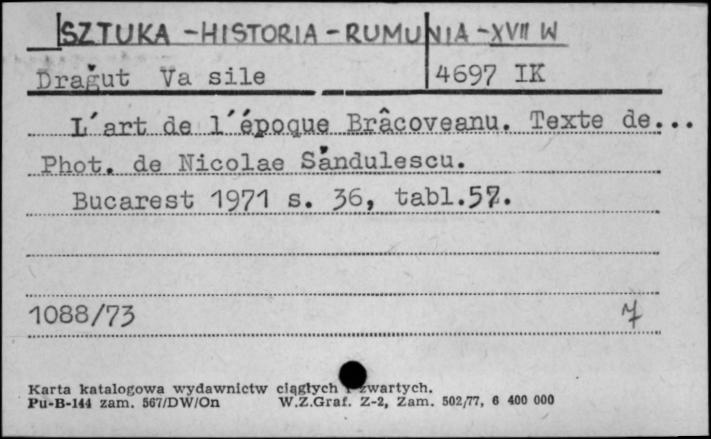 SZTUKA - HISTORIA - RUMUNIA - XVII W
Drăgut Va sile 4697 IK
L'art de l'époque Brâcoveanu. Texte de...
Phot. de Nicolae Săndulescu.
Bucarest 1971 s. 36, tabl.57.
1088/73
Karta katalogowa wydawnictw ciągłych i zwartych.
Pu-B-144 zam. 567/DW/On W.Z.Graf. Z-2, Zam. 502/77, 6 400 000